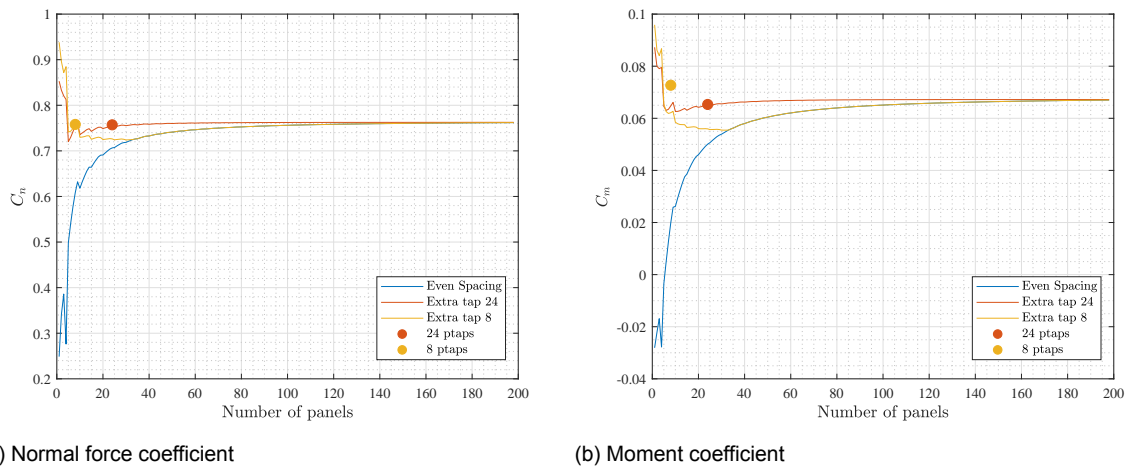 1
0.9
0.8
0.7
0.6
0.5
0.4
0.3
0.2
C_n
0 20 40 60 80 100 120 140 160 180 200
Number of panels
Even Spacing
Extra tap 24
Extra tap 8
24 ptaps
8 ptaps
) Normal force coefficient
0.1
0.08
0.06
0.04
0.02
0
-0.02
-0.04
C_m
0 20 40 60 80 100 120 140 160 180 200
Number of panels
Even Spacing
Extra tap 24
Extra tap 8
24 ptaps
8 ptaps
(b) Moment coefficient